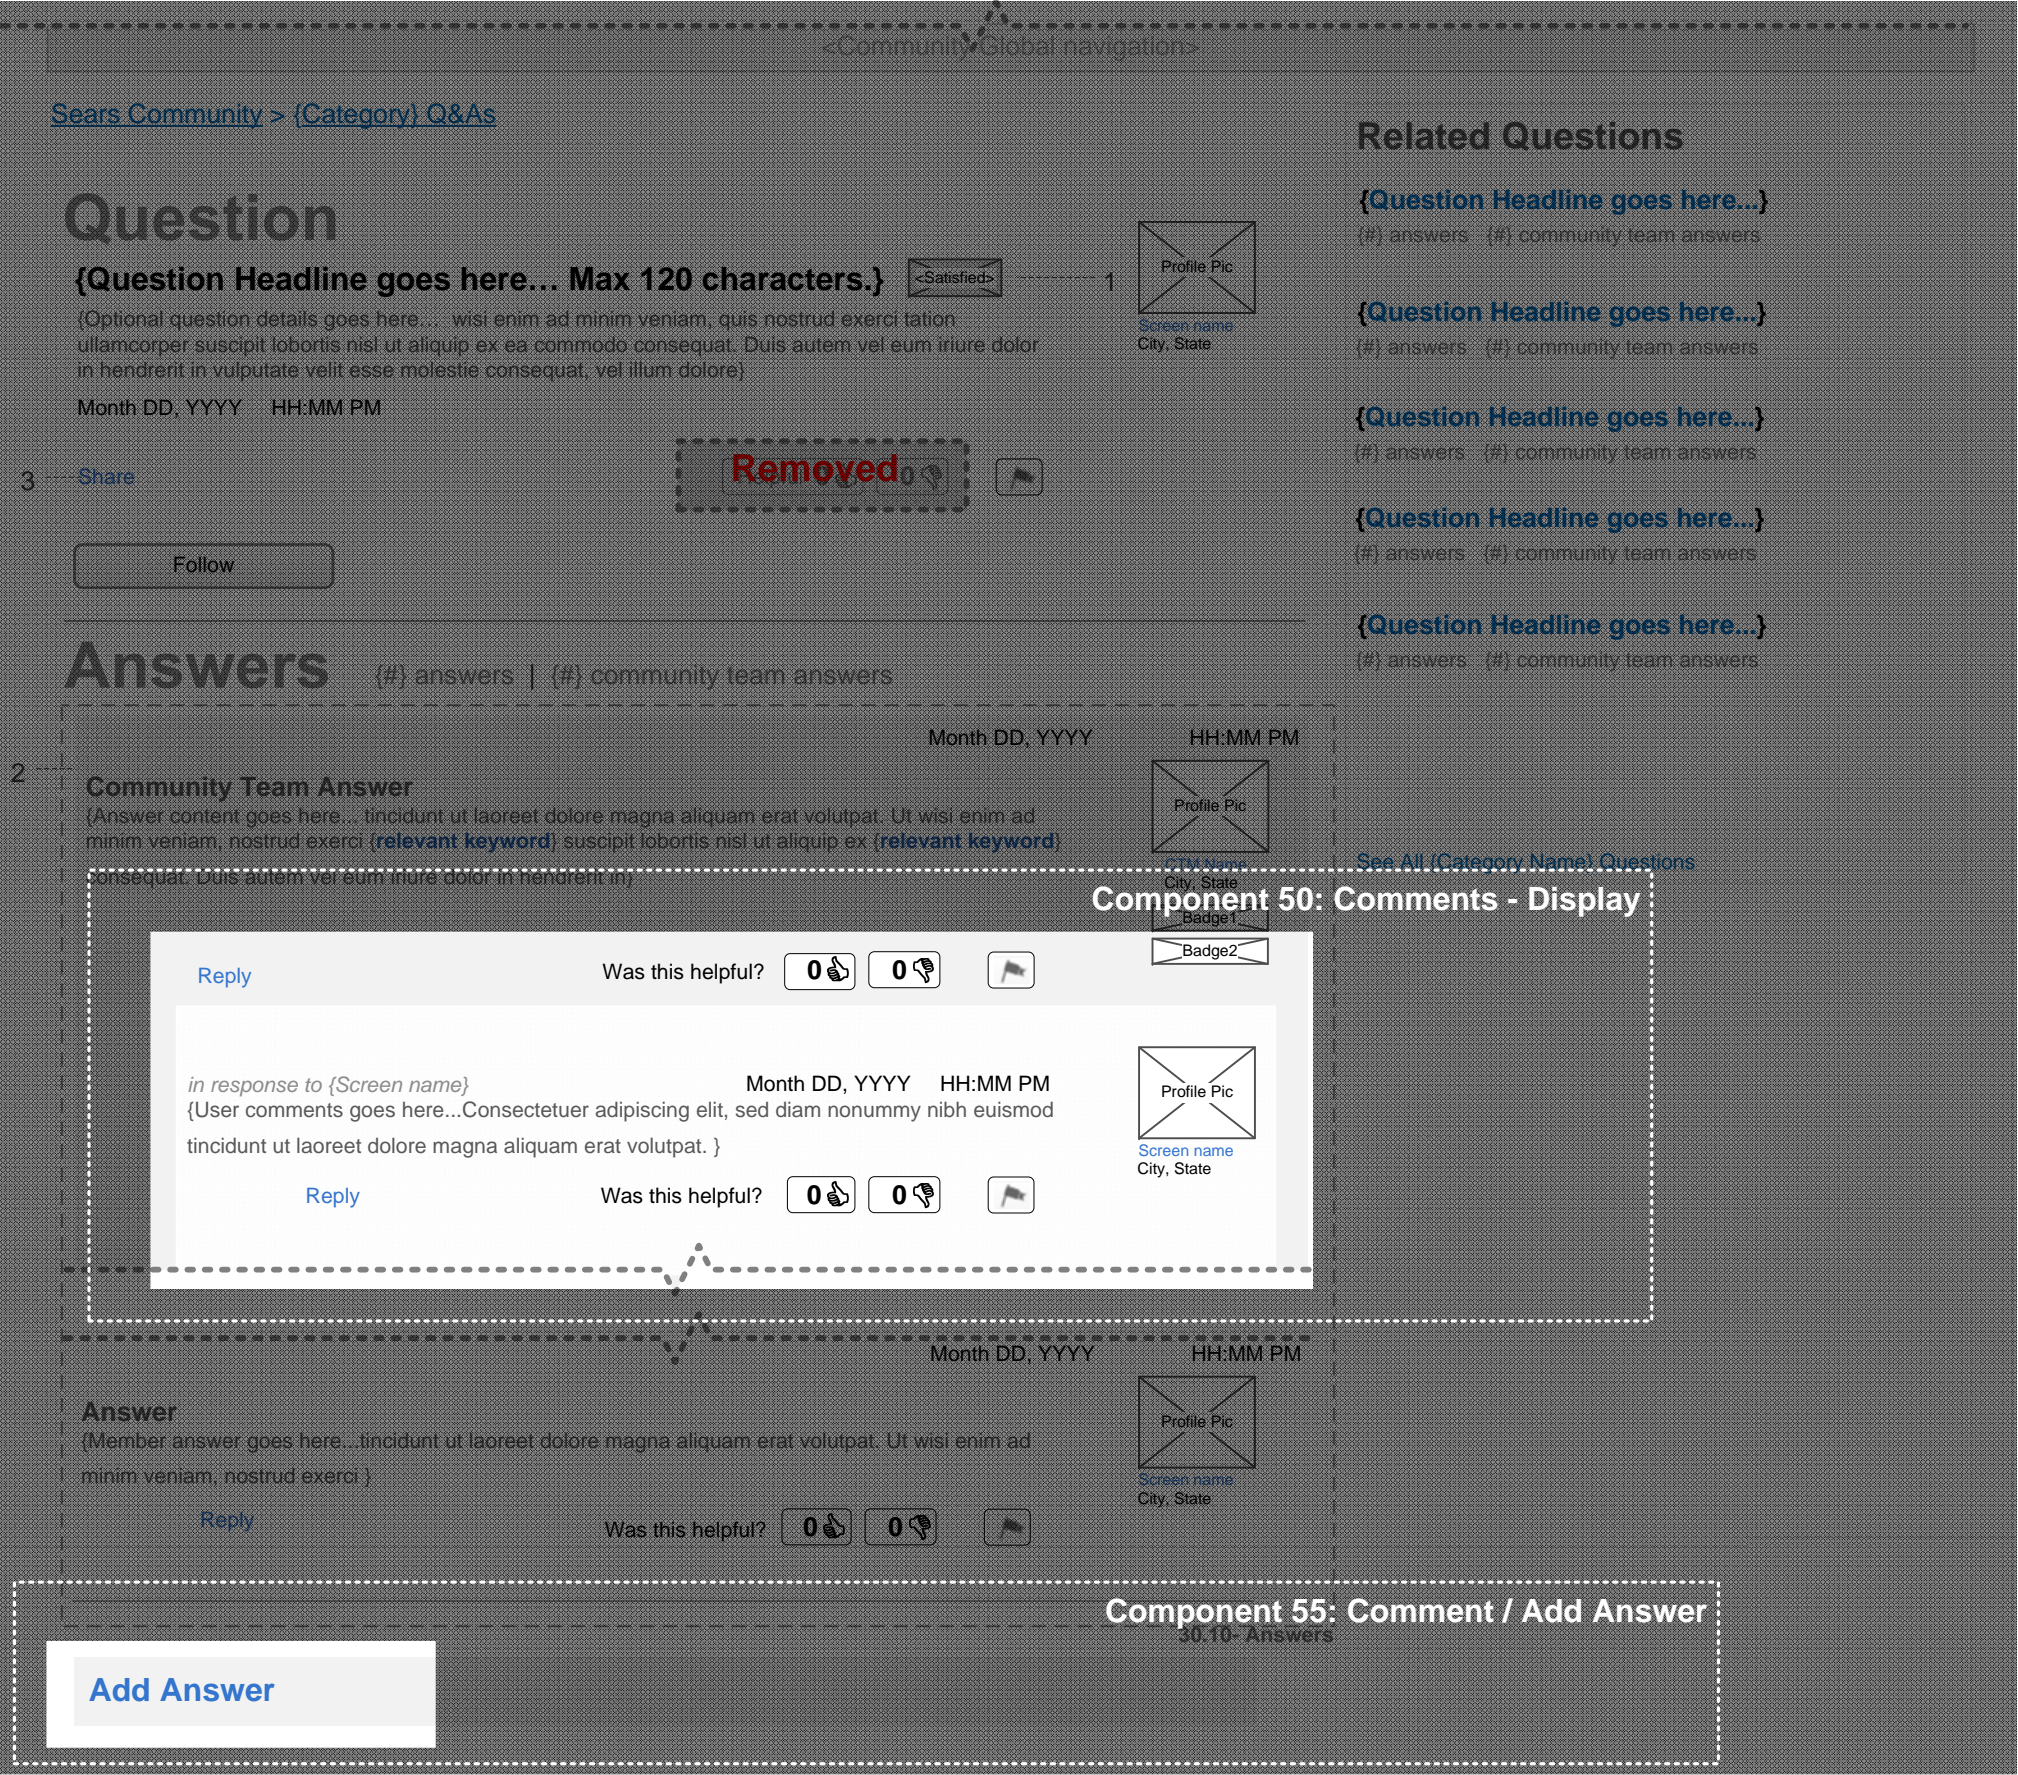 <Community Global navigation>
Sears Community > {Category} Q&As
Related Questions
Question
{Question Headline goes here… Max 120 characters.}
<Satisfied>
1
Profile Pic
Screen name
City, State
{Optional question details goes here… wisi enim ad minim veniam, quis nostrud exerci tation
ullamcorper suscipit lobortis nisl ut aliquip ex ea commodo consequat. Duis autem vel eum iriure dolor
in hendrerit in vulputate velit esse molestie consequat, vel illum dolore}
Month DD, YYYY HH:MM PM
3
Share
Removed
0
Follow
{Question Headline goes here...}
{#} answers {#} community team answers
{Question Headline goes here...}
{#} answers {#} community team answers
{Question Headline goes here...}
{#} answers {#} community team answers
{Question Headline goes here...}
{#} answers {#} community team answers
{Question Headline goes here...}
{#} answers {#} community team answers
See All {Category Name} Questions
Answers {#} answers | {#} community team answers
Month DD, YYYY HH:MM PM
2
Community Team Answer
{Answer content goes here... tincidunt ut laoreet dolore magna aliquam erat volutpat. Ut wisi enim ad
minim veniam, nostrud exerci {relevant keyword} suscipit lobortis nisl ut aliquip ex {relevant keyword}
consequat. Duis autem vel eum iriure dolor in hendrerit in}
Profile Pic
CTM Name
City, State
Component 50: Comments - Display
Badge1
Badge2
Reply
Was this helpful? 0 0
in response to {Screen name}
Month DD, YYYY HH:MM PM
{User comments goes here...Consectetuer adipiscing elit, sed diam nonummy nibh euismod
tincidunt ut laoreet dolore magna aliquam erat volutpat. }
Profile Pic
Screen name
City, State
Reply
Was this helpful? 0 0
Month DD, YYYY HH:MM PM
Answer
{Member answer goes here...tincidunt ut laoreet dolore magna aliquam erat volutpat. Ut wisi enim ad
minim veniam, nostrud exerci }
Profile Pic
Screen name
City, State
Reply
Was this helpful? 0 0
Component 55: Comment / Add Answer
30.10- Answers
Add Answer